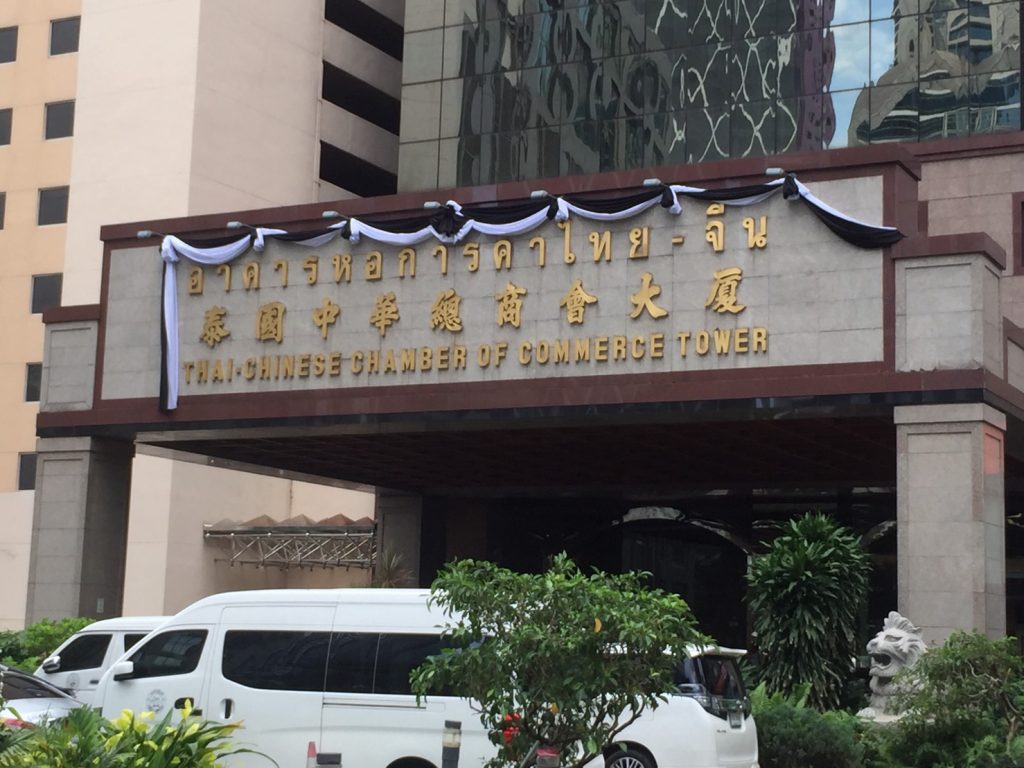 อาคารหอการค้าไทย - จีน
泰國中華總商會大厦
THAI-CHINESE CHAMBER OF COMMERCE TOWER